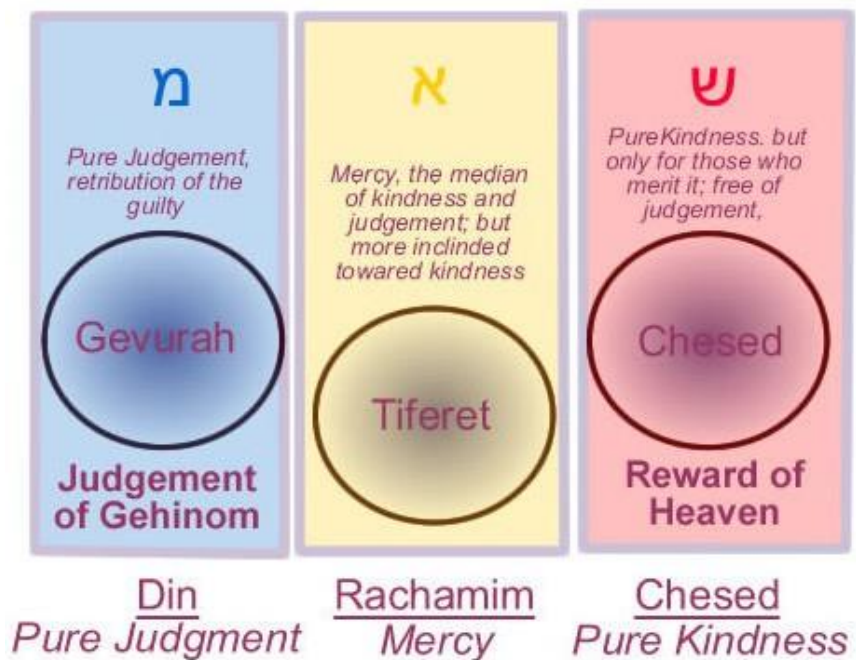 מ
Pure Judgement,
retribution of the
guilty
Gevurah
Judgement
of Gehinom
Din
Pure Judgment
א
Mercy, the median
of kindness and
judgement; but
more inclinded
towared kindness
Tiferet
Rachamim
Mercy
ש
PureKindness. but
only for those who
merit it; free of
judgement,
Chesed
Reward of
Heaven
Chesed
Pure Kindness